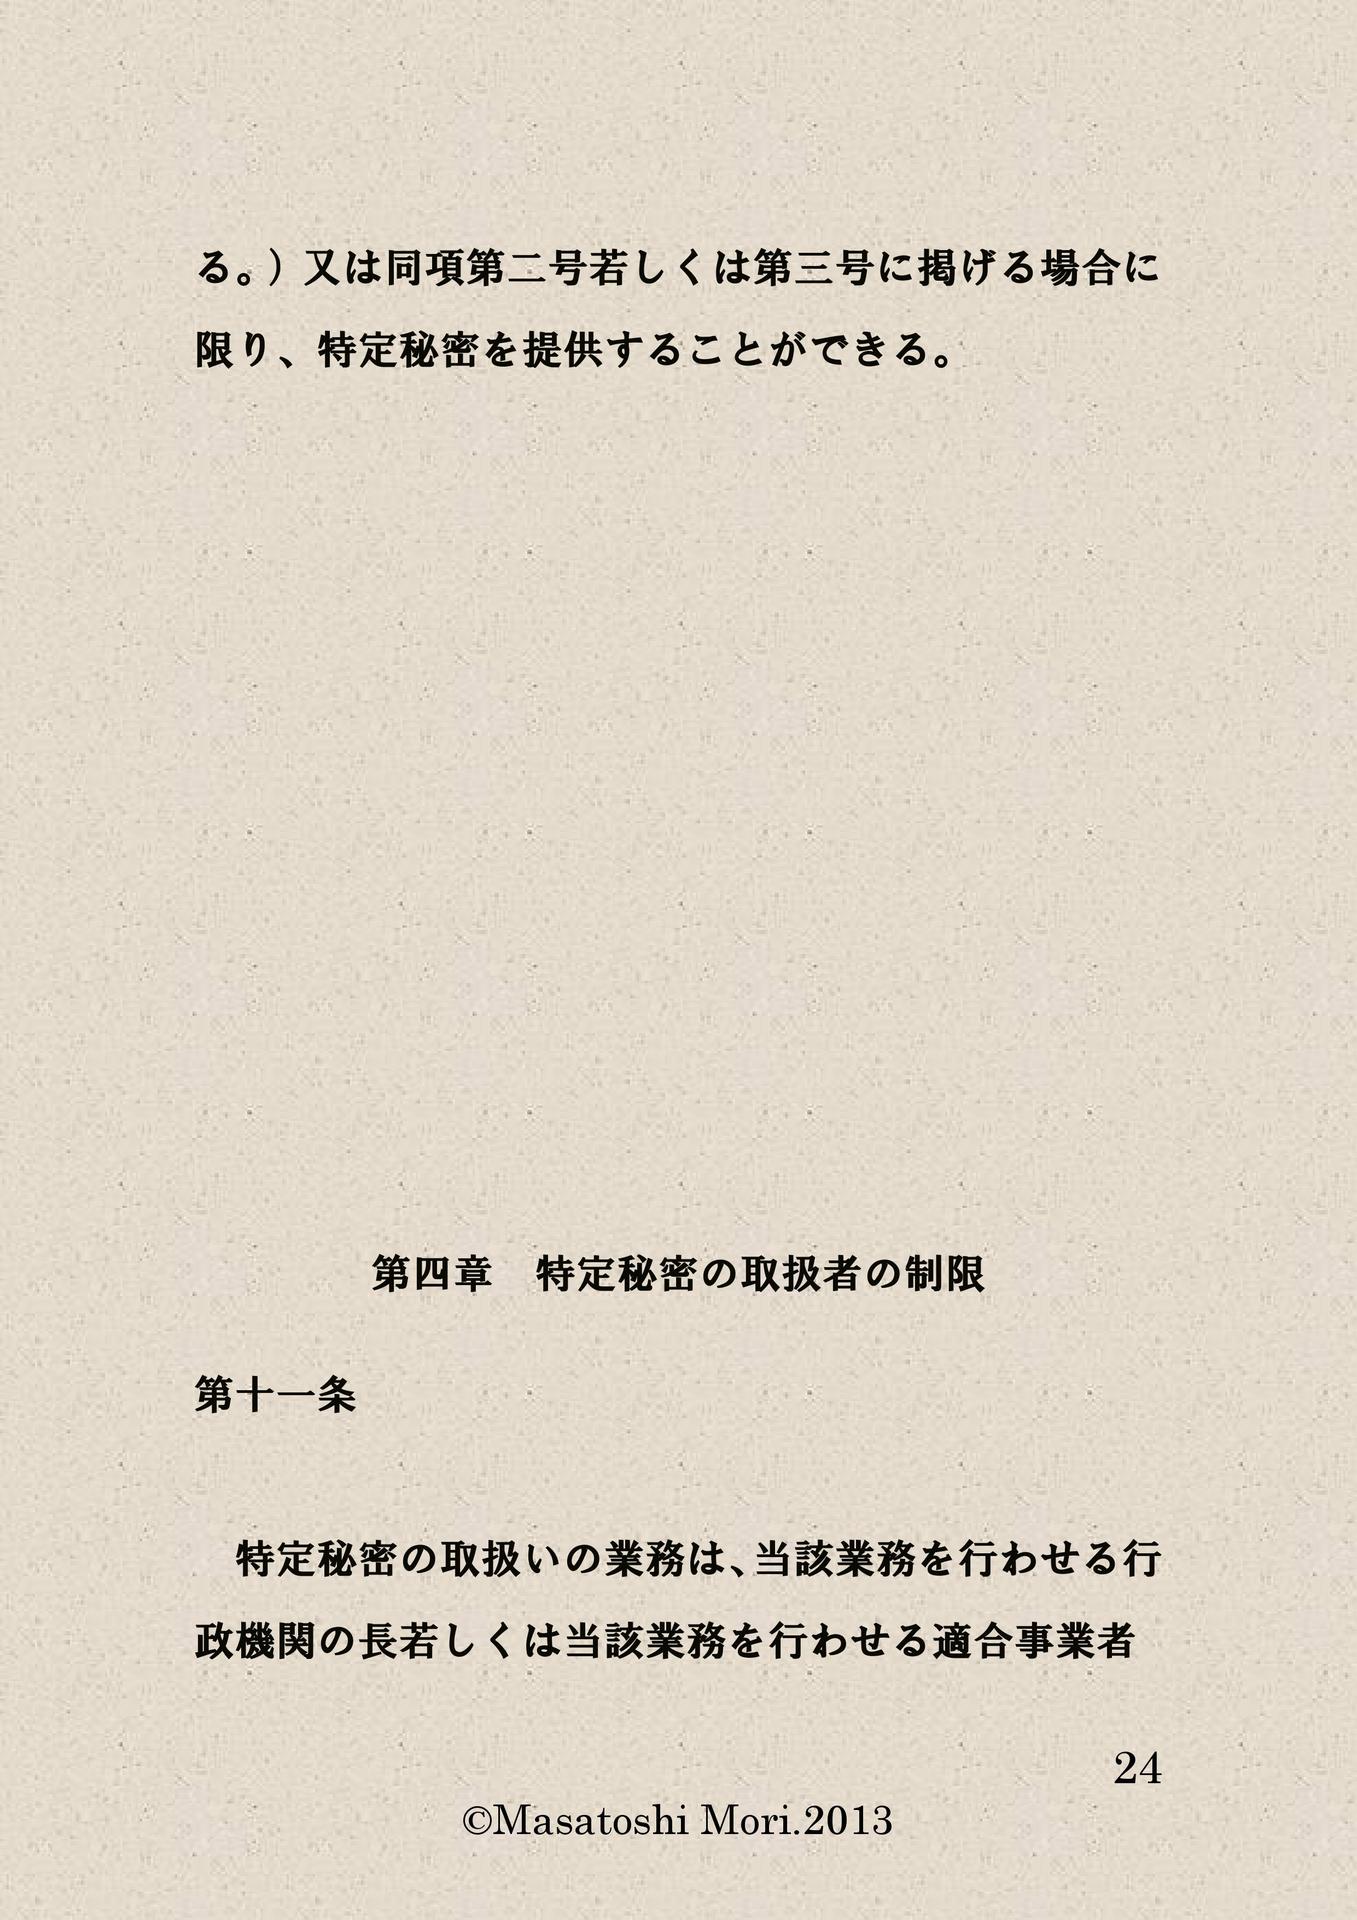 る。）又は同項第二号若しくは第三号に掲げる場合に
限り、特定秘密を提供することができる。
第四章　特定秘密の取扱者の制限
第十一条
　特定秘密の取扱いの業務は、当該業務を行わせる行
政機関の長若しくは当該業務を行わせる適合事業者
24
©Masatoshi Mori.2013